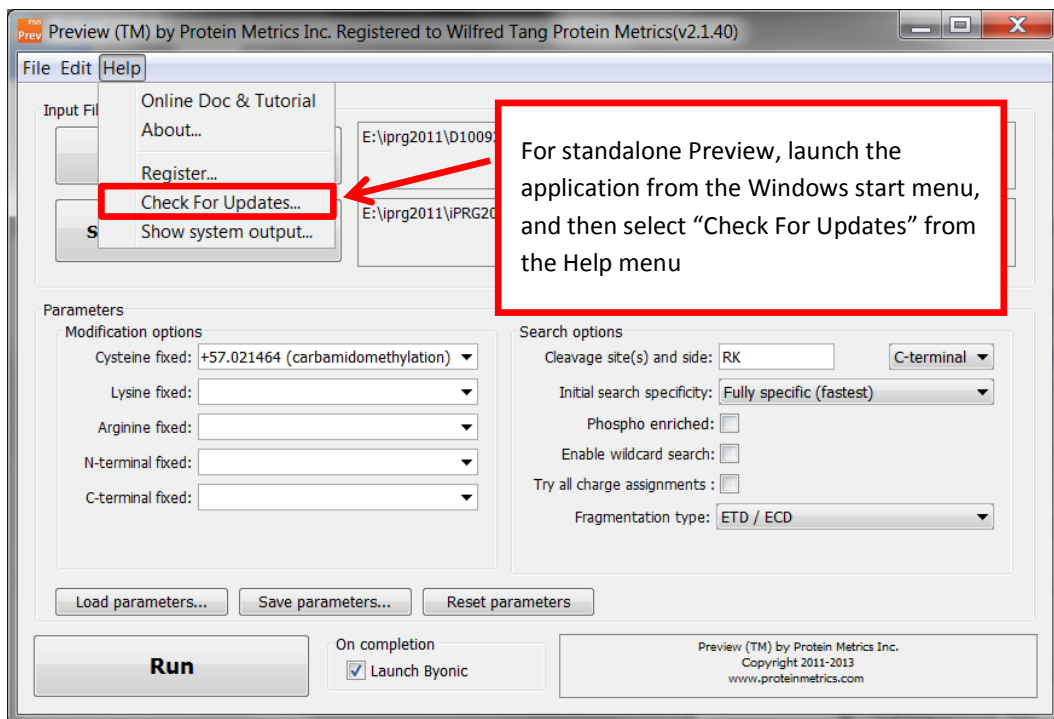 PMI
Prev
Preview (TM) by Protein Metrics Inc. Registered to Wilfred Tang Protein Metrics(v2.1.40)
X
File Edit Help
Online Doc & Tutorial
About...
Register...
Check For Updates...
Show system output...
Input Fil
E:\iprg2011\D1009
E:\iprg2011\iPRG20
S
For standalone Preview, launch the
application from the Windows start menu,
and then select “Check For Updates” from
the Help menu
Parameters
Modification options
Cysteine fixed: +57.021464 (carbamidomethylation)
Lysine fixed:
Arginine fixed:
N-terminal fixed:
C-terminal fixed:
Search options
Cleavage site(s) and side: RK C-terminal
Initial search specificity: Fully specific (fastest)
Phospho enriched:
Enable wildcard search:
Try all charge assignments :
Fragmentation type: ETD / ECD
Load parameters... Save parameters... Reset parameters
Run
On completion
Launch Byonic
Preview (TM) by Protein Metrics Inc.
Copyright 2011-2013
www.proteinmetrics.com